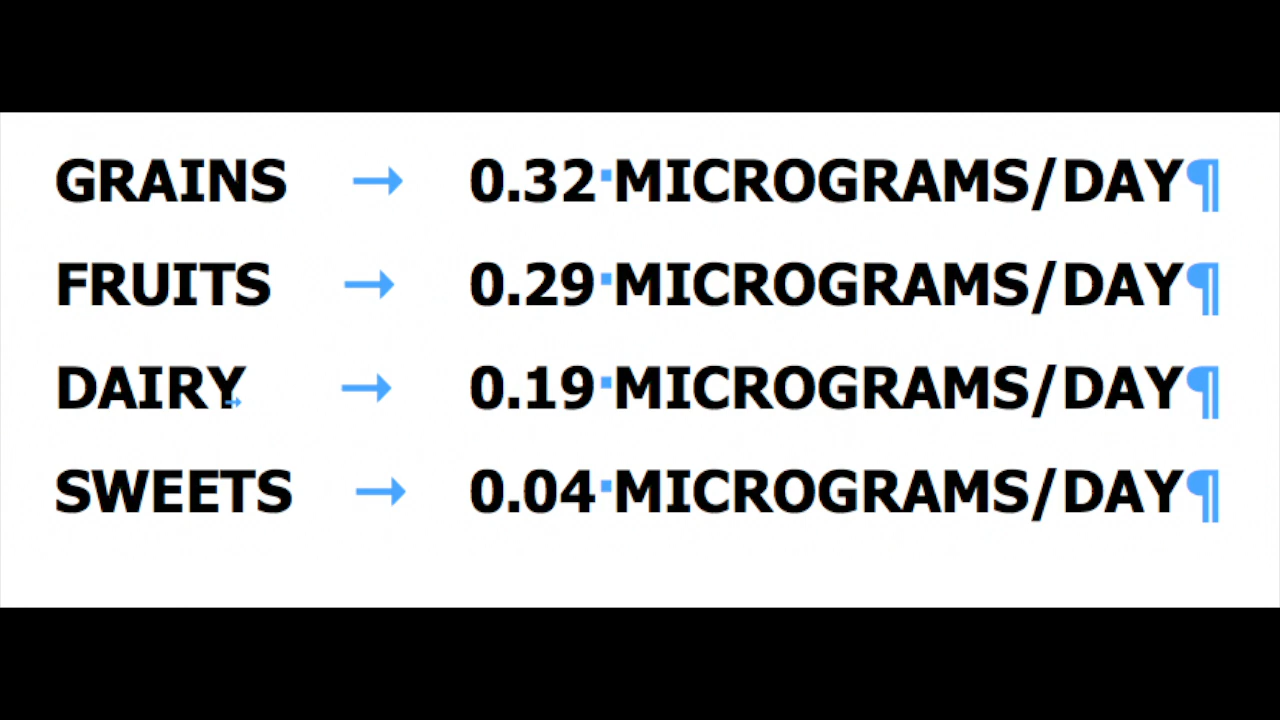 GRAINS → 0.32·MICROGRAMS/DAY¶
FRUITS → 0.29·MICROGRAMS/DAY¶
DAIRY → 0.19·MICROGRAMS/DAY¶
SWEETS → 0.04·MICROGRAMS/DAY¶